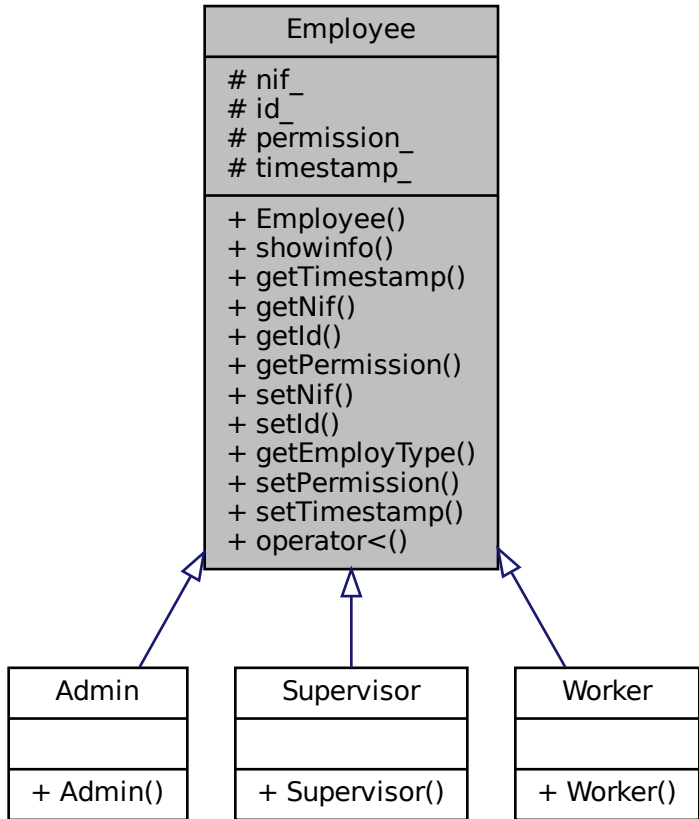 Employee
# nif_
# id_
# permission_
# timestamp_
+ Employee()
+ showinfo()
+ getTimestamp()
+ getNif()
+ getId()
+ getPermission()
+ setNif()
+ setId()
+ getEmployType()
+ setPermission()
+ setTimestamp()
+ operator<()
Admin
+ Admin()
Supervisor
+ Supervisor()
Worker
+ Worker()